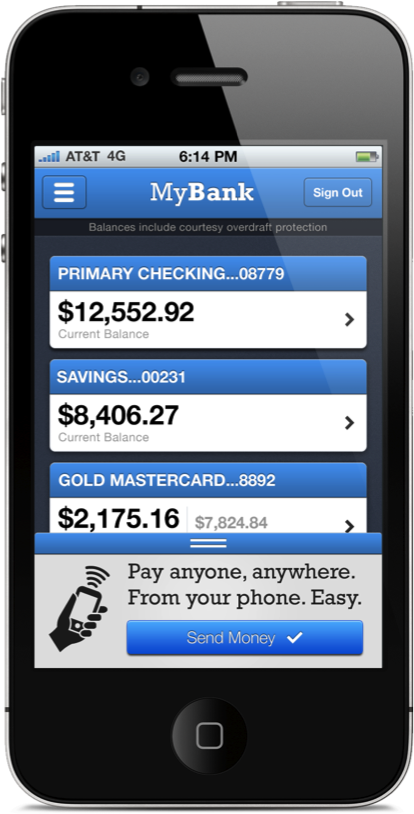 AT&T 4G 6:14 PM
MyBank Sign Out
Balances include courtesy overdraft protection
PRIMARY CHECKING...08779
$12,552.92
Current Balance
SAVINGS...00231
$8,406.27
Current Balance
GOLD MASTERCARD...8892
$2,175.16 $7,824.84
Pay anyone, anywhere.
From your phone. Easy.
Send Money